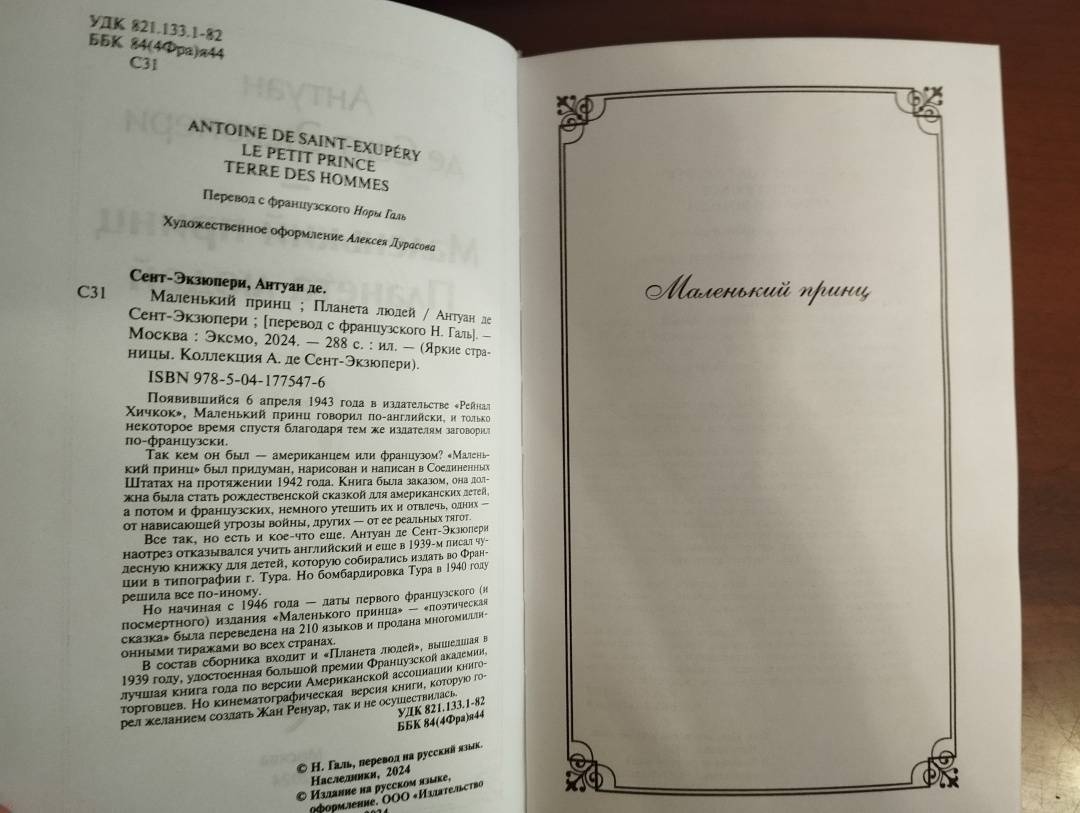 УДК 821.133.1-82
ББК 84(4Фра)я44
С31
ANTOINE DE SAINT-EXUPÉRY
LE PETIT PRINCE
TERRE DES HOMMES
Перевод с французского Норы Галь
Художественное оформление Алексея Дурасова
Сент-Экзюпери, Антуан де.
С31 Маленький принц ; Планета людей / Антуан де
Сент-Экзюпери ; [перевод с французского Н. Галь]. —
Москва : Эксмо, 2024. — 288 с. : ил. — (Яркие стра-
ницы. Коллекция А. де Сент-Экзюпери).
ISBN 978-5-04-177547-6
Появившийся 6 апреля 1943 года в издательстве «Рейнал
Хичкок», Маленький принц говорил по-английски, и только
некоторое время спустя благодаря тем же издателям заговорил
по-французски.
Так кем он был — американцем или французом? «Малень-
кий принц» был придуман, нарисован и написан в Соединенных
Штатах на протяжении 1942 года. Книга была заказом, она дол-
жна была стать рождественской сказкой для американских детей,
а потом и французских, немного утешить их и отвлечь, одних —
от нависающей угрозы войны, других — от ее реальных тягот.
Все так, но есть и кое-что еще. Антуан де Сент-Экзюпери
наотрез отказывался учить английский и еще в 1939-м писал чу-
десную книжку для детей, которую собирались издать во Фран-
ции в типографии г. Тура. Но бомбардировка Тура в 1940 году
решила все по-иному.
Но начиная с 1946 года — даты первого французского (и
посмертного) издания «Маленького принца» — «поэтическая
сказка» была переведена на 210 языков и продана многомилли-
онными тиражами во всех странах.
В состав сборника входит и «Планета людей», вышедшая в
1939 году, удостоенная большой премии Французской академии,
лучшая книга года по версии Американской ассоциации книго-
торговцев. Но кинематографическая версия книги, которую го-
рел желанием создать Жан Ренуар, так и не осуществилась.
УДК 821.133.1-82
ББК 84(4Фра)я44
© Н. Галь, перевод на русский язык.
Наследники, 2024
© Издание на русском языке,
оформление. ООО «Издательство
Маленький принц